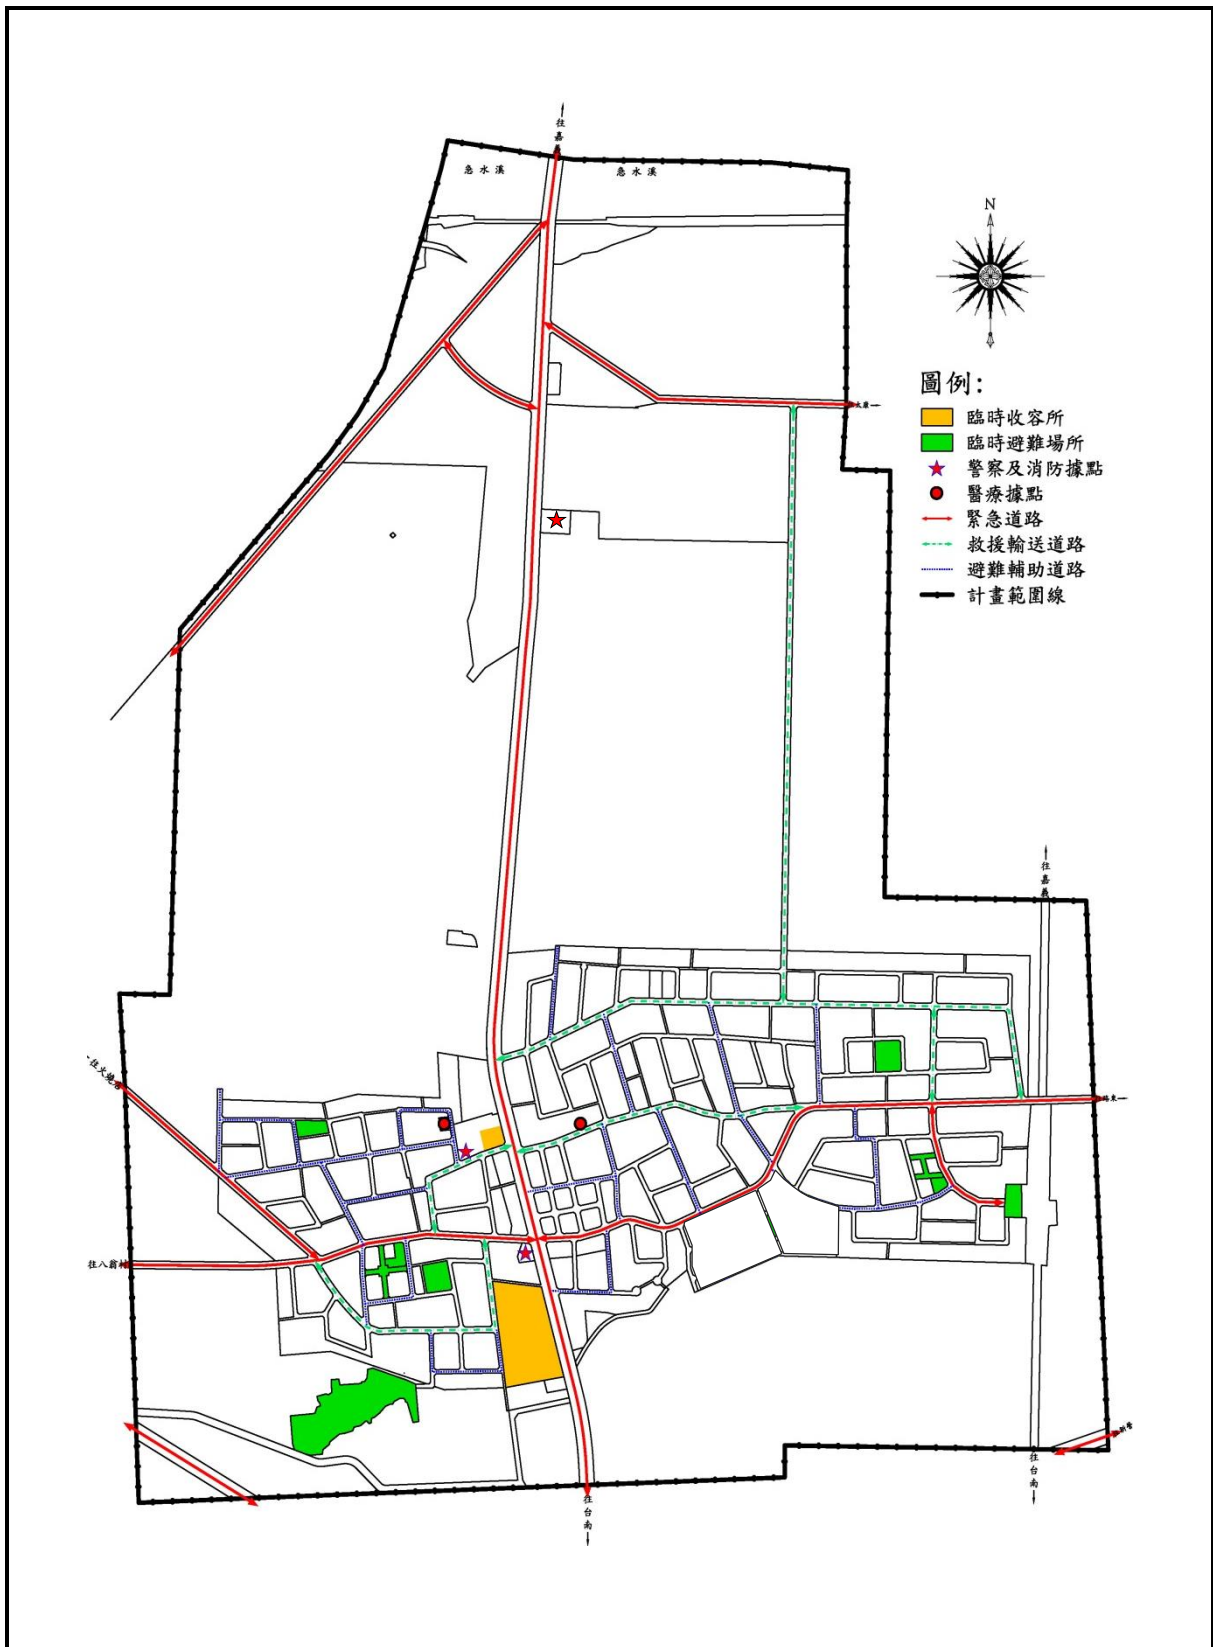 往嘉義
急水溪
急水溪
N
圖例：
臨時收容所
臨時避難場所
警察及消防據點
醫療據點
緊急道路
救援輸送道路
避難輔助道路
計畫範圍線
往嘉義
往台南
往台南